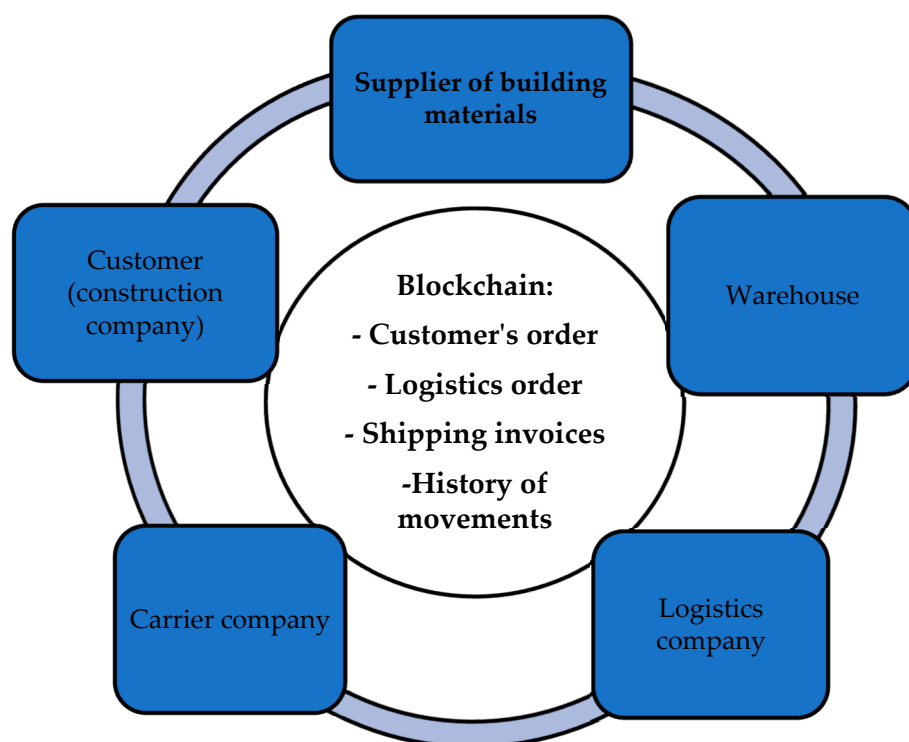 Supplier of building
materials
Customer
(construction
company)
Warehouse
Blockchain:
- Customer's order
- Logistics order
- Shipping invoices
-History of
movements
Carrier company
Logistics
company